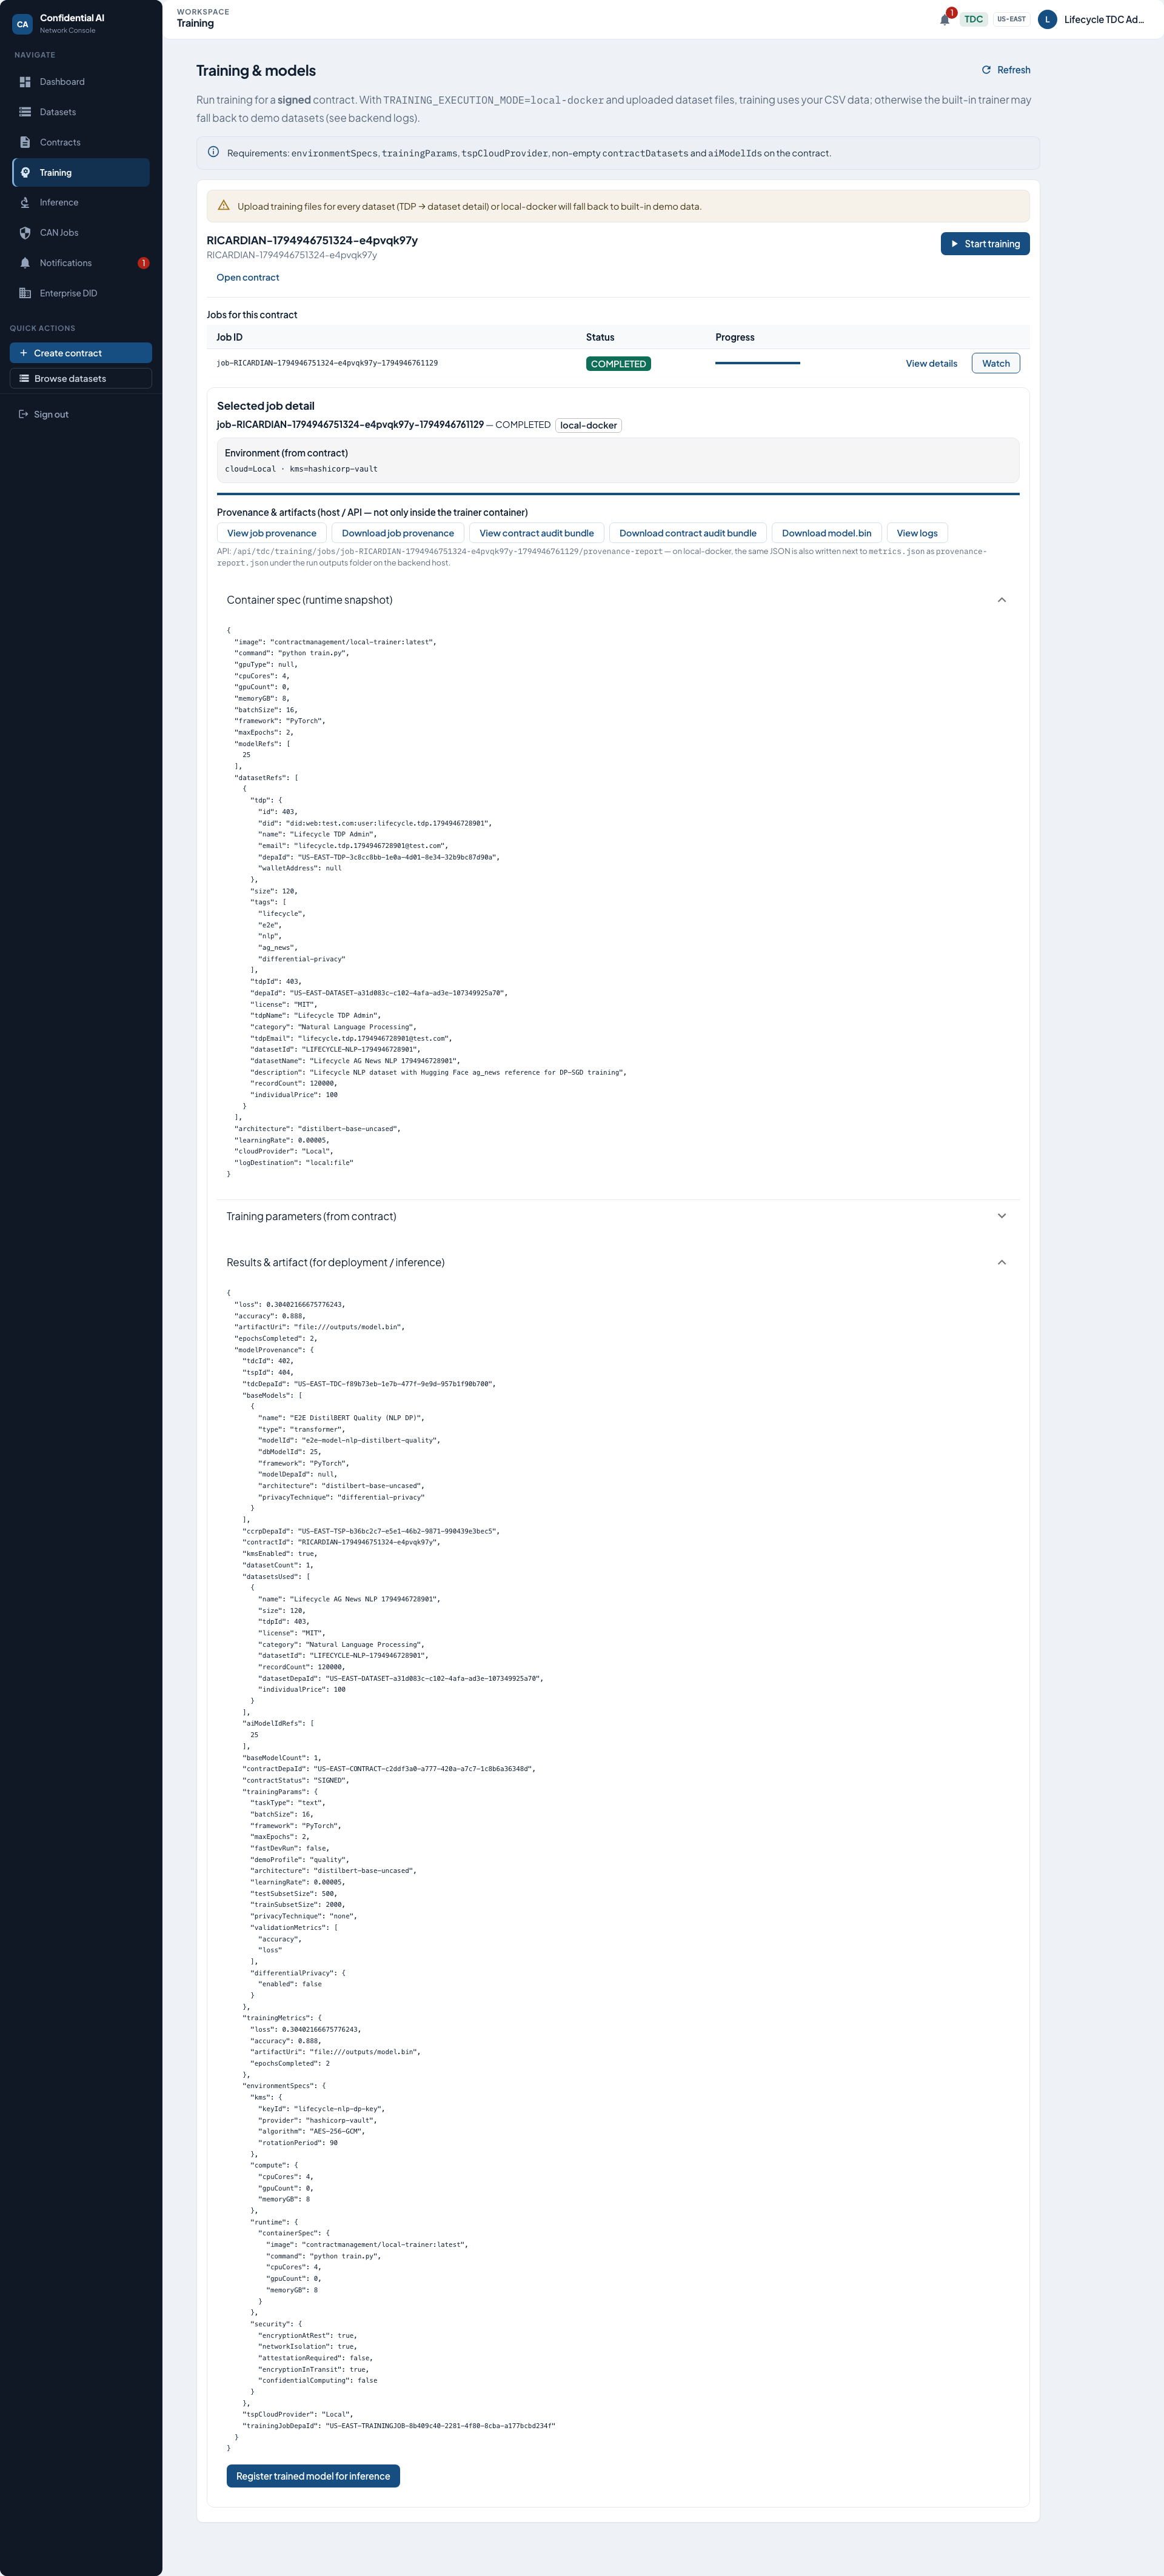 CA
Confidential AI
Network Console
NAVIGATE
Dashboard
Datasets
Contracts
Training
Inference
CAN Jobs
Notifications
1
Enterprise DID
QUICK ACTIONS
Create contract
Browse datasets
Sign out
WORKSPACE
Training
1
TDC
US-EAST
L
Lifecycle TDC Ad...
Training & models
Refresh
Run training for a signed contract. With TRAINING_EXECUTION_MODE=local-docker and uploaded dataset files, training uses your CSV data; otherwise the built-in trainer may
fall back to demo datasets (see backend logs).
Requirements: environmentSpecs, trainingParams, tspCloudProvider, non-empty contractDatasets and aiModelIds on the contract.
Upload training files for every dataset (TDP → dataset detail) or local-docker will fall back to built-in demo data.
RICARDIAN-1794946751324-e4pvqk97y
RICARDIAN-1794946751324-e4pvqk97y
Start training
Open contract
Jobs for this contract
Job ID Status Progress
job-RICARDIAN-1794946751324-e4pvqk97y-1794946761129 COMPLETED View details Watch
Selected job detail
job-RICARDIAN-1794946751324-e4pvqk97y-1794946761129 — COMPLETED local-docker
Environment (from contract)
cloud=Local · kms=hashicorp-vault
Provenance & artifacts (host / API — not only inside the trainer container)
View job provenance Download job provenance View contract audit bundle Download contract audit bundle Download model.bin View logs
API: /api/tdc/training/jobs/job-RICARDIAN-1794946751324-e4pvqk97y-1794946761129/provenance-report — on local-docker, the same JSON is also written next to metrics.json as provenance-
report.json under the run outputs folder on the backend host.
Container spec (runtime snapshot)
{
"image": "contractmanagement/local-trainer:latest",
"command": "python train.py",
"gpuType": null,
"cpuCores": 4,
"gpuCount": 0,
"memoryGB": 8,
"batchSize": 16,
"framework": "PyTorch",
"maxEpochs": 2,
"modelRefs": [
25
],
"datasetRefs": [
{
"tdp": {
"id": 403,
"did": "did:web:test.com:user:lifecycle.tdp.1794946728901",
"name": "Lifecycle TDP Admin",
"email": "lifecycle.tdp.1794946728901@test.com",
"depaId": "US-EAST-TDP-3c8cc8bb-1e0a-4d01-8e34-32b9bc87d90a",
"walletAddress": null
},
"size": 120,
"tags": [
"lifecycle",
"e2e",
"nlp",
"ag_news",
"differential-privacy"
],
"tdpId": 403,
"depaId": "US-EAST-DATASET-a31d083c-c102-4afa-ad3e-107349925a70",
"license": "MIT",
"tdpName": "Lifecycle TDP Admin",
"category": "Natural Language Processing",
"tdpEmail": "lifecycle.tdp.1794946728901@test.com",
"datasetId": "LIFECYCLE-NLP-1794946728901",
"datasetName": "Lifecycle AG News NLP 1794946728901",
"description": "Lifecycle NLP dataset with Hugging Face ag_news reference for DP-SGD training",
"recordCount": 120000,
"individualPrice": 100
}
],
"architecture": "distilbert-base-uncased",
"learningRate": 0.00005,
"cloudProvider": "Local",
"logDestination": "local:file"
}
Training parameters (from contract)
Results & artifact (for deployment / inference)
{
"loss": 0.30402166675776243,
"accuracy": 0.888,
"artifactUri": "file:///outputs/model.bin",
"epochsCompleted": 2,
"modelProvenance": {
"tdcId": 402,
"tspId": 404,
"tdcDepaId": "US-EAST-TDC-f89b73eb-1e7b-477f-9e9d-957b1f90b700",
"baseModels": [
{
"name": "E2E DistilBERT Quality (NLP DP)",
"type": "transformer",
"modelId": "e2e-model-nlp-distilbert-quality",
"dbModelId": 25,
"framework": "PyTorch",
"modelDepaId": null,
"architecture": "distilbert-base-uncased",
"privacyTechnique": "differential-privacy"
}
],
"ccrpDepaId": "US-EAST-TSP-b36bc2c7-e5e1-46b2-9871-990439e3bec5",
"contractId": "RICARDIAN-1794946751324-e4pvqk97y",
"kmsEnabled": true,
"datasetCount": 1,
"datasetsUsed": [
{
"name": "Lifecycle AG News NLP 1794946728901",
"size": 120,
"tdpId": 403,
"license": "MIT",
"category": "Natural Language Processing",
"datasetId": "LIFECYCLE-NLP-1794946728901",
"recordCount": 120000,
"datasetDepaId": "US-EAST-DATASET-a31d083c-c102-4afa-ad3e-107349925a70",
"individualPrice": 100
}
],
"aiModelIdRefs": [
25
],
"baseModelCount": 1,
"contractDepaId": "US-EAST-CONTRACT-c2ddf3a0-a777-420a-a7c7-1c8b6a36348d",
"contractStatus": "SIGNED",
"trainingParams": {
"taskType": "text",
"batchSize": 16,
"framework": "PyTorch",
"maxEpochs": 2,
"fastDevRun": false,
"demoProfile": "quality",
"architecture": "distilbert-base-uncased",
"learningRate": 0.00005,
"testSubsetSize": 500,
"trainSubsetSize": 2000,
"privacyTechnique": "none",
"validationMetrics": [
"accuracy",
"loss"
],
"differentialPrivacy": {
"enabled": false
}
},
"trainingMetrics": {
"loss": 0.30402166675776243,
"accuracy": 0.888,
"artifactUri": "file:///outputs/model.bin",
"epochsCompleted": 2
},
"environmentSpecs": {
"kms": {
"keyId": "lifecycle-nlp-dp-key",
"provider": "hashicorp-vault",
"algorithm": "AES-256-GCM",
"rotationPeriod": 90
},
"compute": {
"cpuCores": 4,
"gpuCount": 0,
"memoryGB": 8
},
"runtime": {
"containerSpec": {
"image": "contractmanagement/local-trainer:latest",
"command": "python train.py",
"cpuCores": 4,
"gpuCount": 0,
"memoryGB": 8
}
},
"security": {
"encryptionAtRest": true,
"networkIsolation": true,
"attestationRequired": false,
"encryptionInTransit": true,
"confidentialComputing": false
}
},
"tspCloudProvider": "Local",
"trainingJobDepaId": "US-EAST-TRAININGJOB-8b409c40-2281-4f80-8cba-a177bcbd234f"
}
}
Register trained model for inference